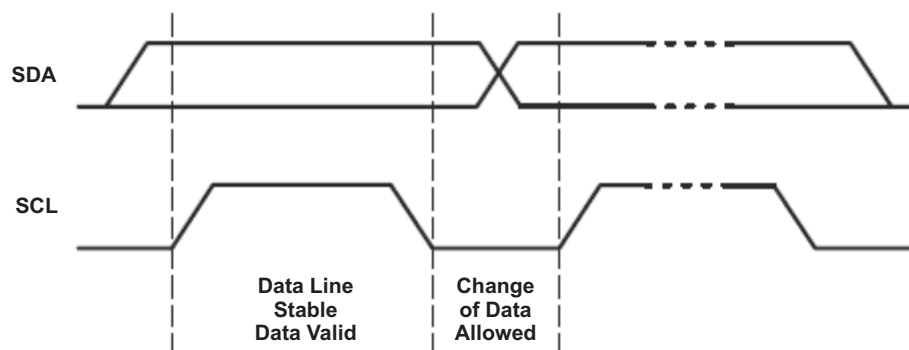 SDA
SCL
Data Line
Stable
Data Valid
Change
of Data
Allowed